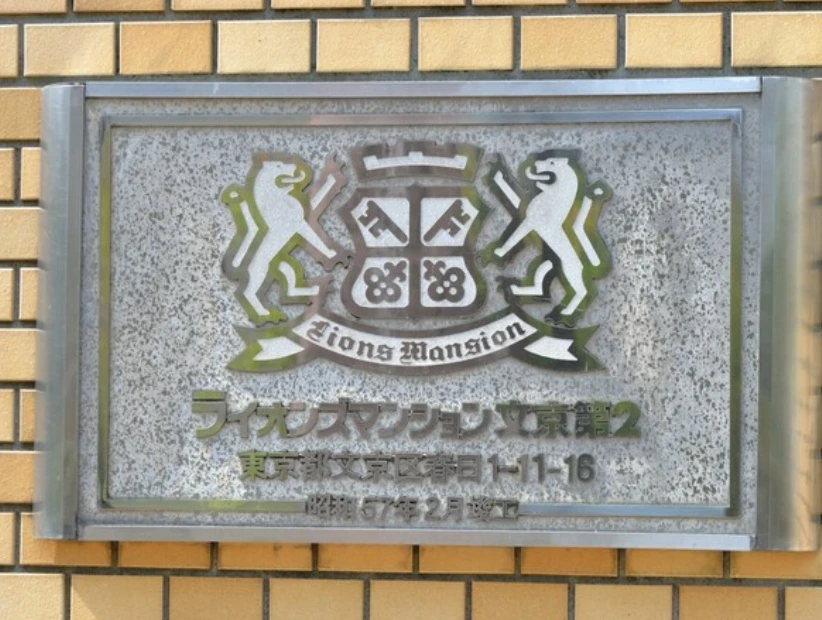 Lions Mansion
ライオンズマンション文京第2
東京都文京区春日1-11-16
昭和57年2月竣工